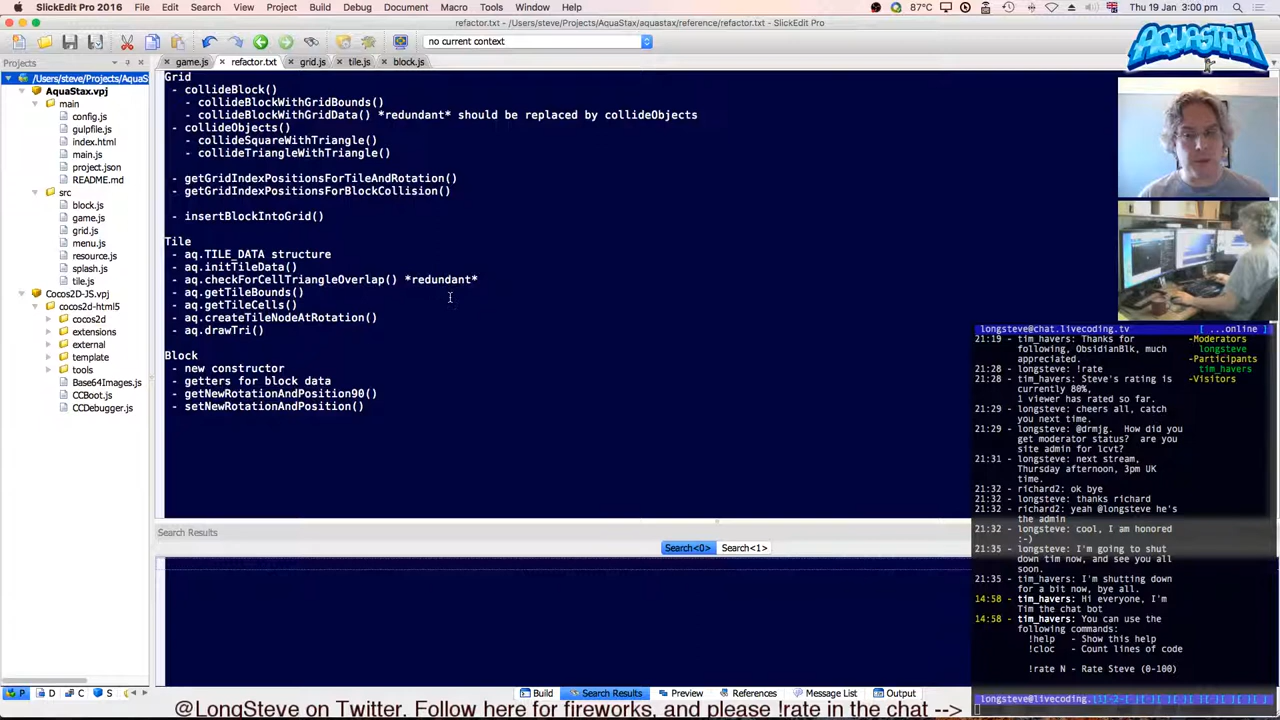 SlickEdit Pro 2016 File Edit Search View Project Build Debug Document Macro Tools Window Help 87°C Thu 19 Jan 3:00 pm
refactor.txt - /Users/steve/Projects/AquaStax/aquastax/reference/refactor.txt - SlickEdit Pro
no current context
AQUASTAX
Projects
game.js refactor.txt grid.js tile.js block.js
/Users/steve/Projects/AquaS
AquaStax.vpj
main
config.js
gulpfile.js
index.html
main.js
project.json
README.md
src
block.js
game.js
grid.js
menu.js
resource.js
splash.js
tile.js
Cocos2D-JS.vpj
cocos2d-html5
cocos2d
extensions
external
template
tools
Base64Images.js
CCBoot.js
CCDebugger.js
Grid
- collideBlock()
- collideBlockWithGridBounds()
- collideBlockWithGridData() *redundant* should be replaced by collideObjects
- collideObjects()
- collideSquareWithTriangle()
- collideTriangleWithTriangle()
- getGridIndexPositionsForTileAndRotation()
- getGridIndexPositionsForBlockCollision()
- insertBlockIntoGrid()
Tile
- aq.TILE_DATA structure
- aq.initTileData()
- aq.checkForCellTriangleOverlap() *redundant*
- aq.getTileBounds()
- aq.getTileCells()
- aq.createTileNodeAtRotation()
- aq.drawTri()
Block
- new constructor
- getters for block data
- getNewRotationAndPosition90()
- setNewRotationAndPosition()
Search Results
Search<0> Search<1>
longsteve@chat.livecoding.tv [ ...online ]
21:19 - tim_havers: Thanks for
following, ObsidianBlk, much
appreciated.
21:28 - longsteve: !rate
21:28 - tim_havers: Steve's rating is
currently 80%,
1 viewer has rated so far.
21:29 - longsteve: cheers all, catch
you next time.
21:29 - longsteve: @drmjg. How did you
get moderator status? are you
site admin for lcvt?
21:31 - longsteve: next stream,
Thursday afternoon, 3pm UK
time.
21:32 - richard2: ok bye
21:32 - longsteve: thanks richard
21:32 - richard2: yeah @longsteve he's
the admin
21:32 - longsteve: cool, I am honored
:-)
21:35 - longsteve: I'm going to shut
down tim now, and see you all
soon.
21:35 - tim_havers: I'm shutting down
for a bit now, bye all.
14:58 - tim_havers: Hi everyone, I'm
Tim the chat bot
14:58 - tim_havers: You can use the
following commands:
!help - Show this help
!cloc - Count lines of code
!rate N - Rate Steve (0-100)
-Moderators
longsteve
-Participants
tim_havers
-Visitors
longsteve@livecoding.
P D C S
Build Search Results Preview References Message List Output
@LongSteve on Twitter. Follow here for fireworks, and please !rate in the chat -->